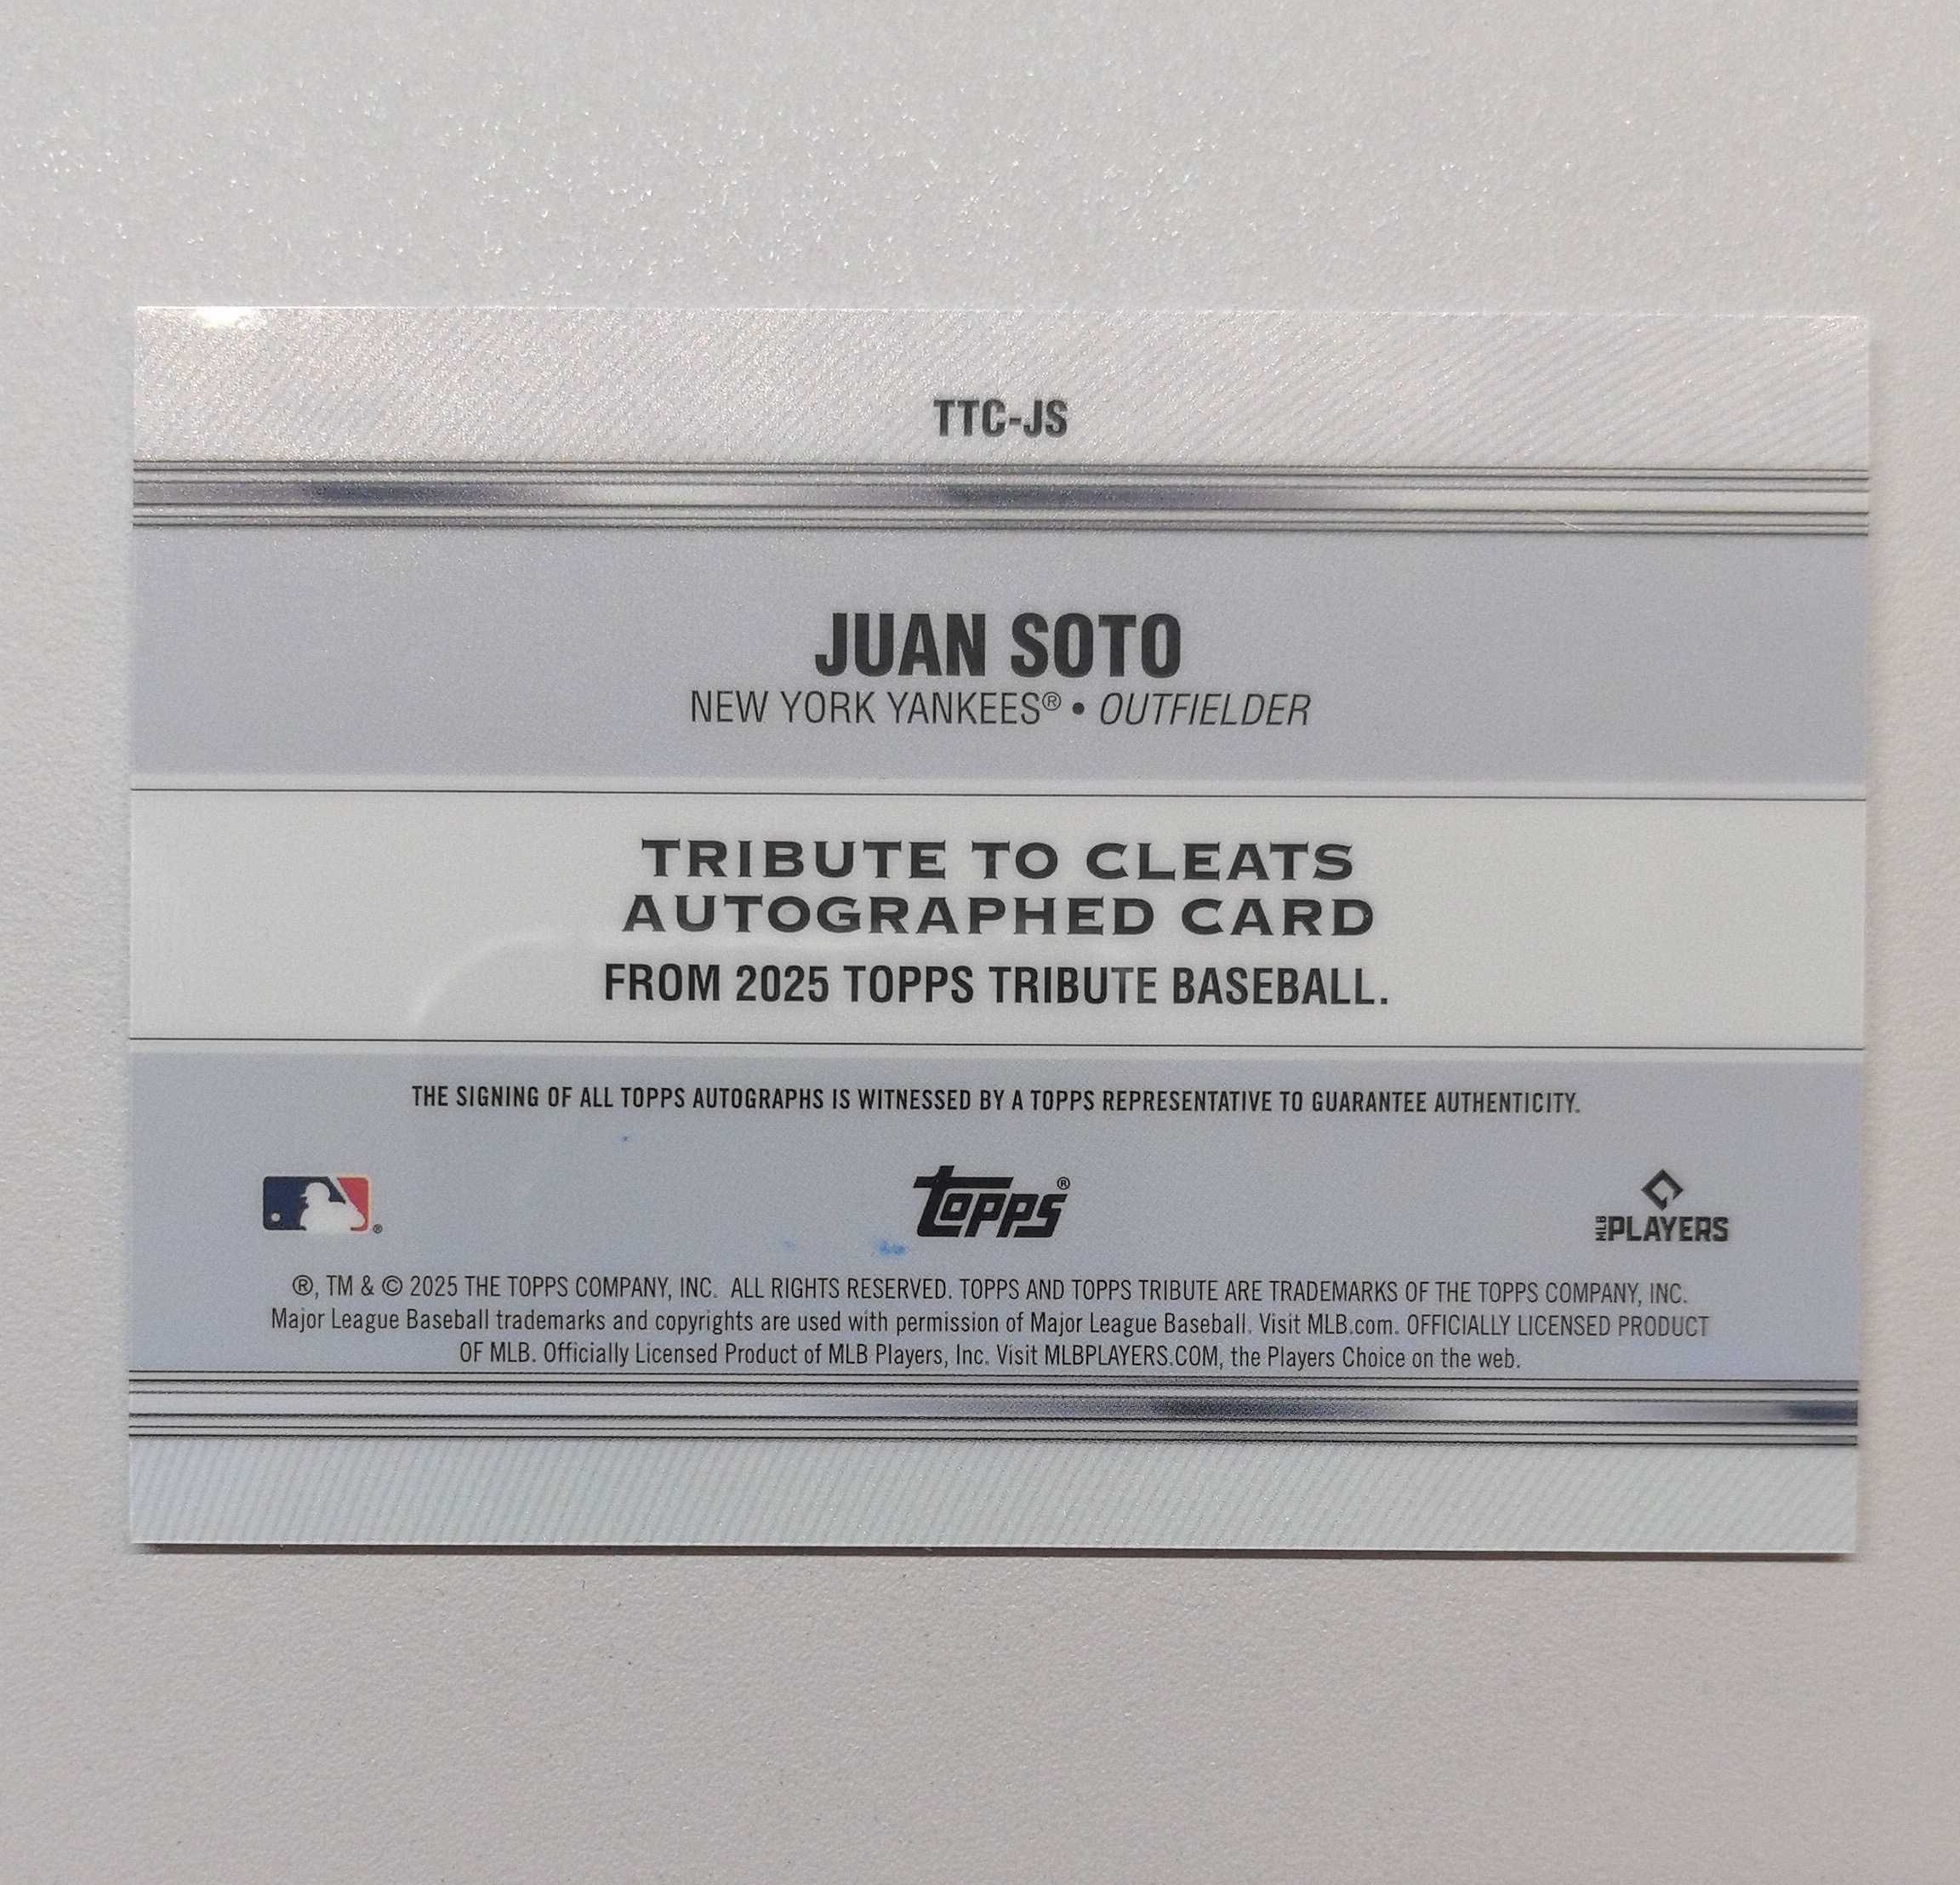 TTC-JS
JUAN SOTO
NEW YORK YANKEES® • OUTFIELDER
TRIBUTE TO CLEATS
AUTOGRAPHED CARD
FROM 2025 TOPPS TRIBUTE BASEBALL.
THE SIGNING OF ALL TOPPS AUTOGRAPHS IS WITNESSED BY A TOPPS REPRESENTATIVE TO GUARANTEE AUTHENTICITY.
®
topps®
MLB PLAYERS
®, TM & © 2025 THE TOPPS COMPANY, INC. ALL RIGHTS RESERVED. TOPPS AND TOPPS TRIBUTE ARE TRADEMARKS OF THE TOPPS COMPANY, INC.
Major League Baseball trademarks and copyrights are used with permission of Major League Baseball. Visit MLB.com. OFFICIALLY LICENSED PRODUCT
OF MLB. Officially Licensed Product of MLB Players, Inc. Visit MLBPLAYERS.COM, the Players Choice on the web.